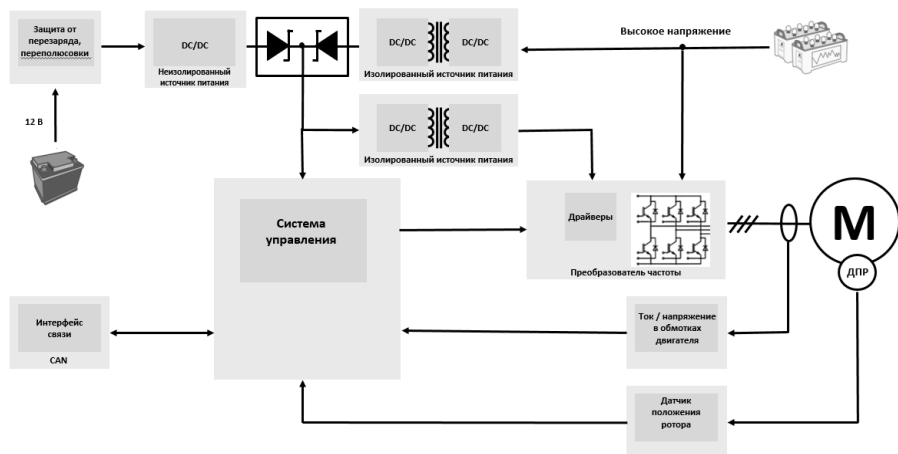 Защита от
перезаряда,
переполюсовки
DC/DC
Неизолированный
источник питания
DC/DC
DC/DC
Изолированный источник питания
Высокое напряжение
12 В
DC/DC
DC/DC
Изолированный источник питания
Система
управления
Драйверы
Преобразователь частоты
М
ДПР
Интерфейс
связи
CAN
Ток / напряжение
в обмотках
двигателя
Датчик
положения
ротора